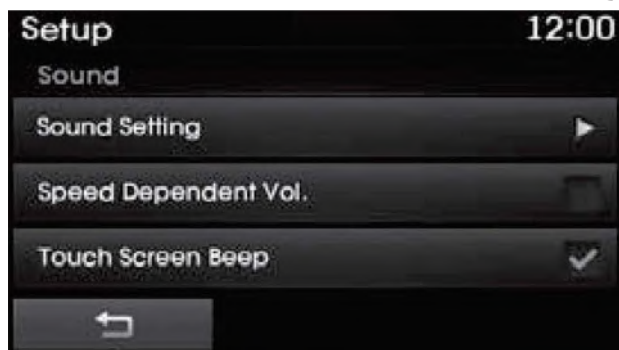 Setup 12:00
Sound
Sound Setting
Speed Dependent Vol.
Touch Screen Beep